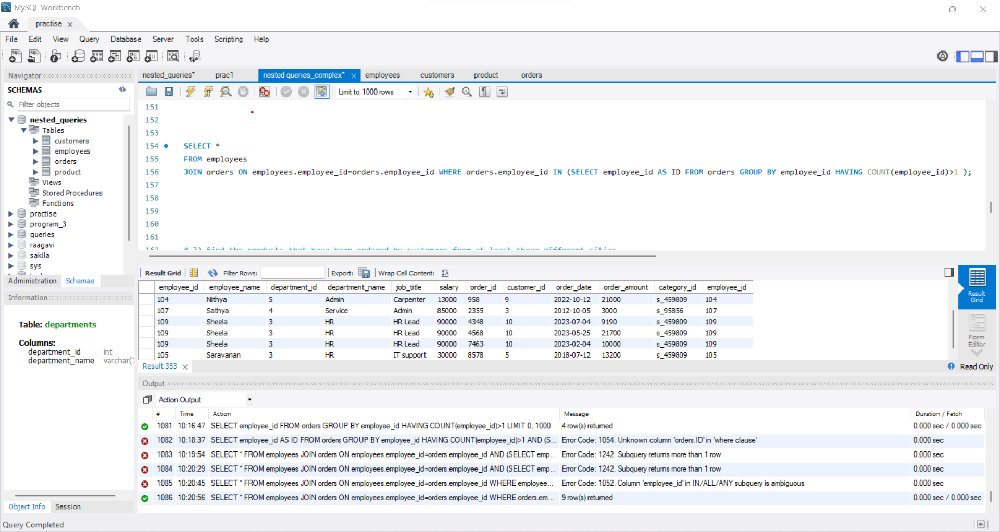 MySQL Workbench
practise
File Edit View Query Database Server Tools Scripting Help
Navigator
SCHEMAS
Filter objects
nested_queries
Tables
customers
employees
orders
product
Views
Stored Procedures
Functions
practise
program_3
queries
raagavi
sakila
sys
Administration Schemas
Information
Table: departments
Columns:
department_id int
department_name varchar(
Object Info Session
Query Completed
nested_queries* prac1 nested queries_complex* employees customers product orders
Limit to 1000 rows
151
152
153
154 SELECT *
155 FROM employees
156 JOIN orders ON employees.employee_id=orders.employee_id WHERE orders.employee_id IN (SELECT employee_id AS ID FROM orders GROUP BY employee_id HAVING COUNT(employee_id)>1 );
157
158
159
160
161
162 # 7) Find the products that have been ordered by customers from at least three different cities
Result Grid Filter Rows: Export: Wrap Cell Content:
employee_id employee_name department_id department_name job_title salary order_id customer_id order_date order_amount category_id employee_id
104 Nithya 5 Admin Carpenter 13000 958 9 2022-10-12 21000 s_459809 104
107 Sathya 4 Service Admin 85000 2355 3 2012-10-05 3000 s_95856 107
109 Sheela 3 HR HR Lead 90000 4348 10 2023-07-04 9190 s_459809 109
109 Sheela 3 HR HR Lead 90000 4568 10 2023-05-25 21700 s_459809 109
109 Sheela 3 HR HR Lead 90000 7463 10 2023-02-04 10000 s_459809 109
105 Saravanan 3 HR IT support 30000 8578 5 2018-07-12 13200 s_459809 105
Result Grid
Form Editor
Result 353
Read Only
Output
Action Output
# Time Action Message Duration / Fetch
1081 10:16:47 SELECT employee_id FROM orders GROUP BY employee_id HAVING COUNT(employee_id)>1 LIMIT 0, 1000 4 row(s) returned 0.000 sec / 0.000 sec
1082 10:18:37 SELECT employee_id AS ID FROM orders GROUP BY employee_id HAVING COUNT(employee_id)>1 AND (S... Error Code: 1054. Unknown column 'orders.ID' in 'where clause' 0.000 sec
1083 10:19:54 SELECT * FROM employees JOIN orders ON employees.employee_id=orders.employee_id AND (SELECT emp... Error Code: 1242. Subquery returns more than 1 row 0.000 sec
1084 10:20:29 SELECT * FROM employees JOIN orders ON employees.employee_id=orders.employee_id AND (SELECT emp... Error Code: 1242. Subquery returns more than 1 row 0.000 sec
1085 10:20:45 SELECT * FROM employees JOIN orders ON employees.employee_id=orders.employee_id WHERE employee... Error Code: 1052. Column 'employee_id' in IN/ALL/ANY subquery is ambiguous 0.000 sec
1086 10:20:56 SELECT * FROM employees JOIN orders ON employees.employee_id=orders.employee_id WHERE orders.em... 9 row(s) returned 0.000 sec / 0.000 sec